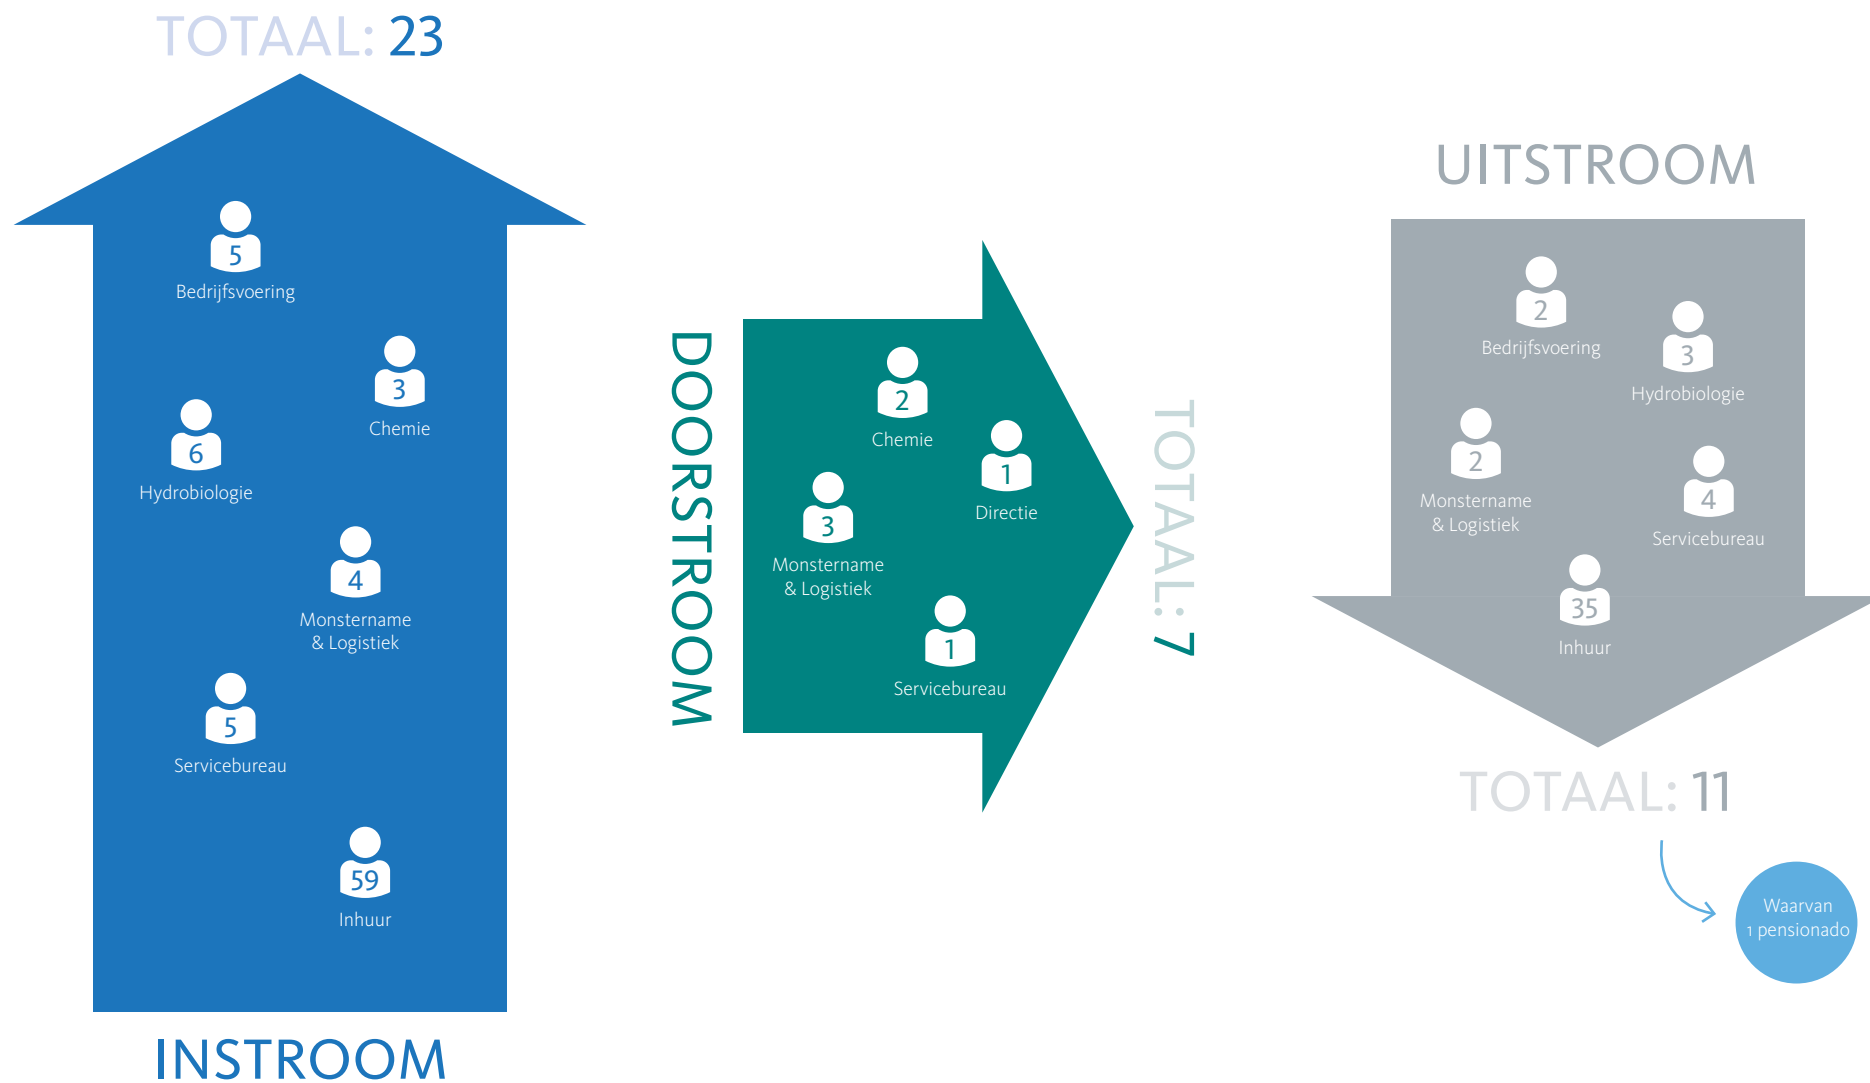 TOTAAL: 23
5
Bedrijfsvoering
3
Chemie
6
Hydrobiologie
4
Monstername
& Logistiek
5
Servicebureau
59
Inhuur
INSTROOM
DOORSTROOM
2
Chemie
1
Directie
3
Monstername
& Logistiek
1
Servicebureau
TOTAAL: 7
UITSTROOM
2
Bedrijfsvoering
3
Hydrobiologie
2
Monstername
& Logistiek
4
Servicebureau
35
Inhuur
TOTAAL: 11
Waarvan
1 pensionado